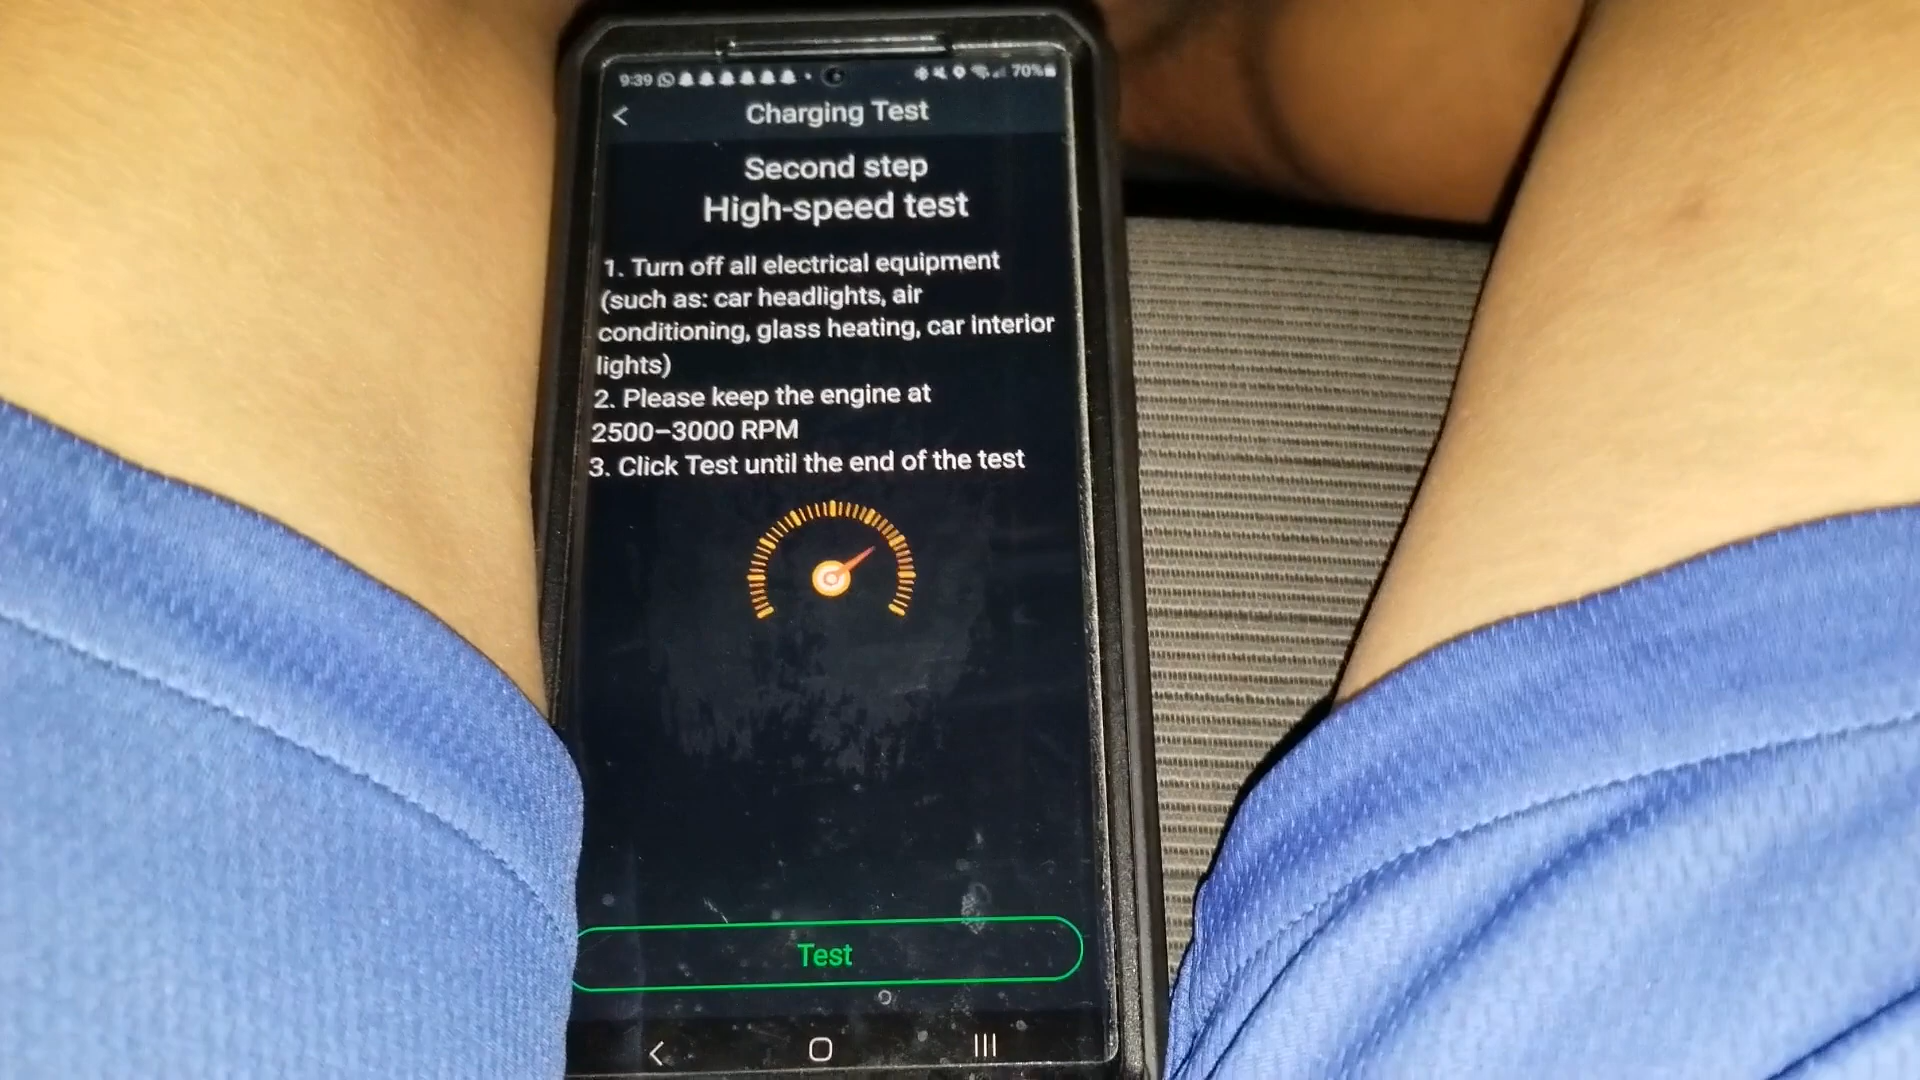 9:39 70%
Charging Test
Second step
High-speed test
1. Turn off all electrical equipment
(such as: car headlights, air
conditioning, glass heating, car interior
lights)
2. Please keep the engine at
2500–3000 RPM
3. Click Test until the end of the test
Test